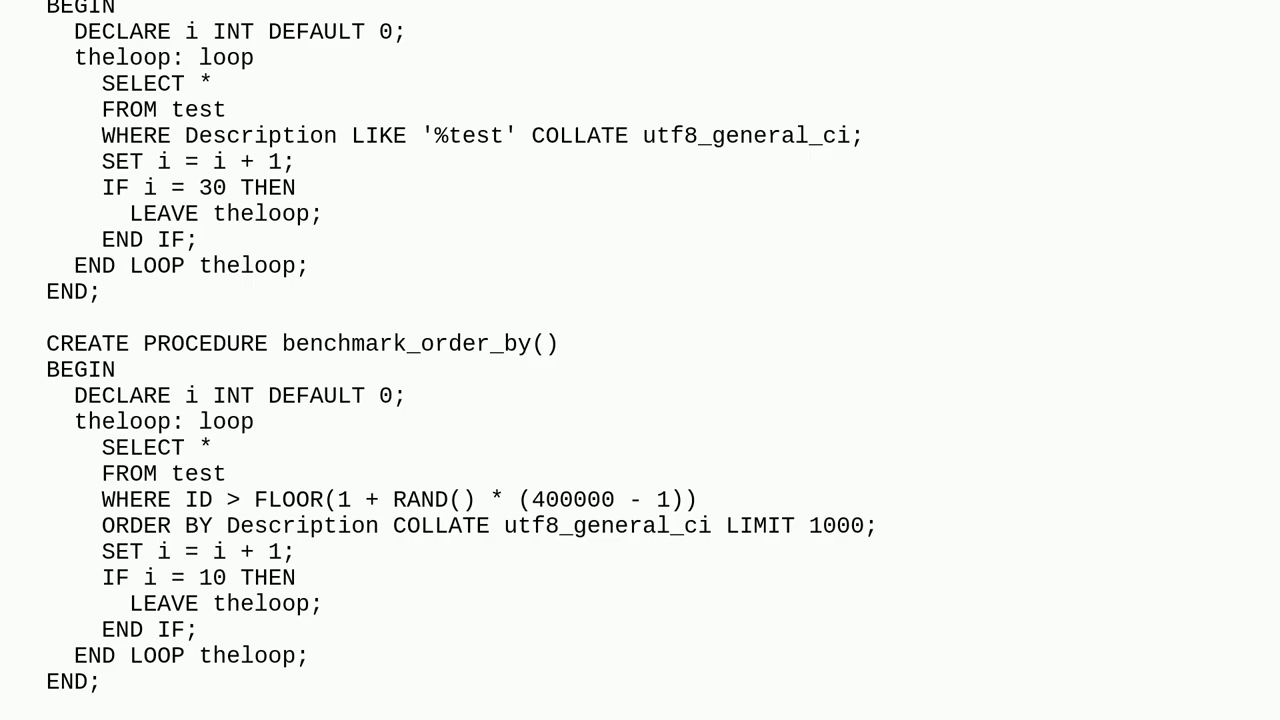 BEGIN
  DECLARE i INT DEFAULT 0;
  theloop: loop
    SELECT *
    FROM test
    WHERE Description LIKE '%test' COLLATE utf8_general_ci;
    SET i = i + 1;
    IF i = 30 THEN
      LEAVE theloop;
    END IF;
  END LOOP theloop;
END;

CREATE PROCEDURE benchmark_order_by()
BEGIN
  DECLARE i INT DEFAULT 0;
  theloop: loop
    SELECT *
    FROM test
    WHERE ID > FLOOR(1 + RAND() * (400000 - 1))
    ORDER BY Description COLLATE utf8_general_ci LIMIT 1000;
    SET i = i + 1;
    IF i = 10 THEN
      LEAVE theloop;
    END IF;
  END LOOP theloop;
END;